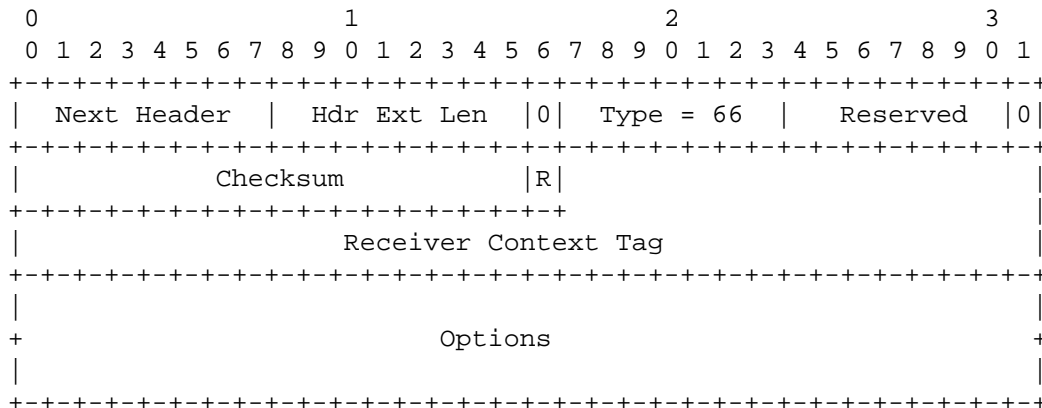 0                   1                   2                   3
 0 1 2 3 4 5 6 7 8 9 0 1 2 3 4 5 6 7 8 9 0 1 2 3 4 5 6 7 8 9 0 1
+-+-+-+-+-+-+-+-+-+-+-+-+-+-+-+-+-+-+-+-+-+-+-+-+-+-+-+-+-+-+-+-+
|  Next Header  |  Hdr Ext Len  |0|  Type = 66  |   Reserved  |0|
+-+-+-+-+-+-+-+-+-+-+-+-+-+-+-+-+-+-+-+-+-+-+-+-+-+-+-+-+-+-+-+-+
|            Checksum           |R|                             |
+-+-+-+-+-+-+-+-+-+-+-+-+-+-+-+-+-+                             |
|                    Receiver Context Tag                       |
+-+-+-+-+-+-+-+-+-+-+-+-+-+-+-+-+-+-+-+-+-+-+-+-+-+-+-+-+-+-+-+-+
|                                                               |
+                          Options                              +
|                                                               |
+-+-+-+-+-+-+-+-+-+-+-+-+-+-+-+-+-+-+-+-+-+-+-+-+-+-+-+-+-+-+-+-+